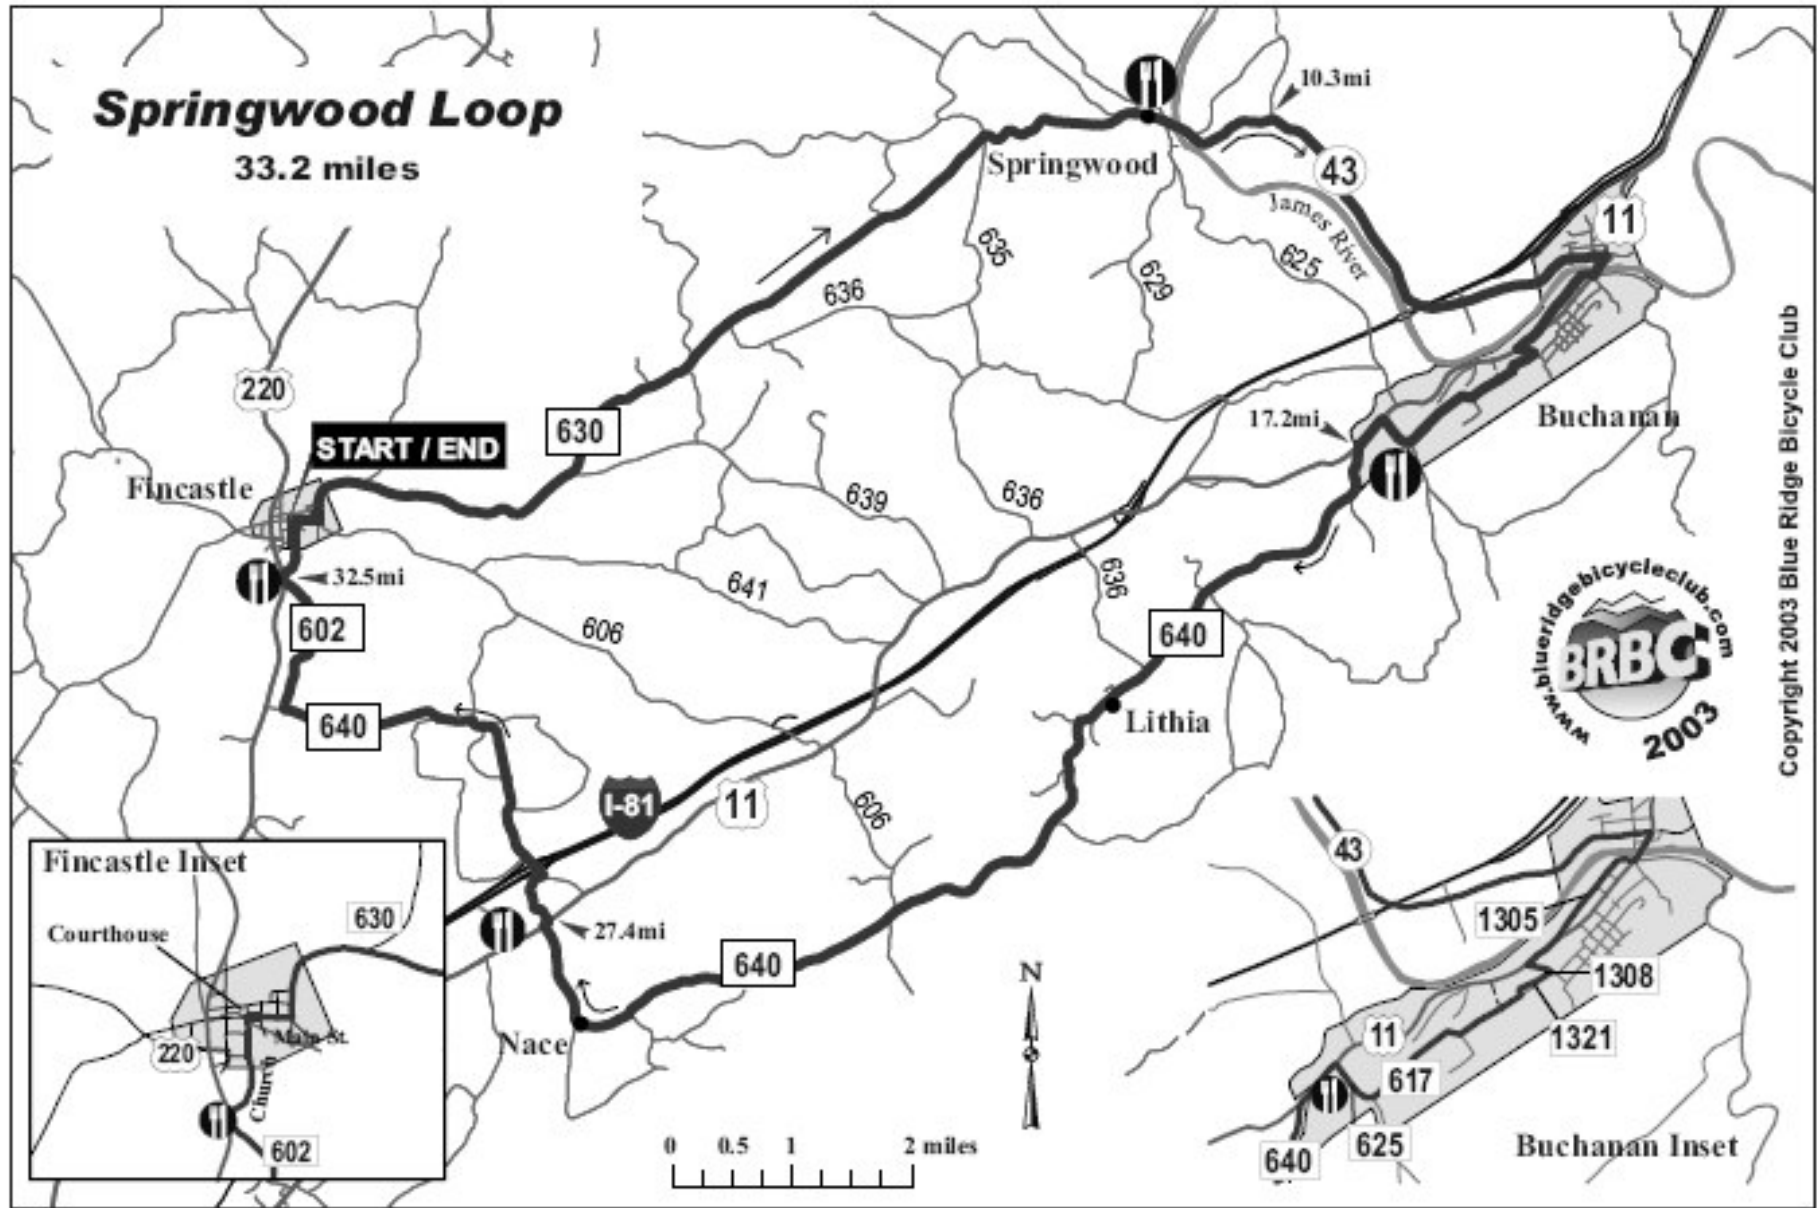 Springwood Loop
33.2 miles
10.3mi
Springwood
43
James River
11
635
636
629
625
220
START / END
630
Fincastle
17.2mi
Buchanan
639
636
32.5mi
641
636
602
606
640
640
Lithia
I-81
11
606
27.4mi
640
Nace
N
0 0.5 1 2 miles
www.blueridgebicycleclub.com
BRBC
2003
Copyright 2003 Blue Ridge Bicycle Club
Fincastle Inset
Courthouse
630
Main St.
220
Church
602
43
1305
1308
11
1321
617
625
640
Buchanan Inset